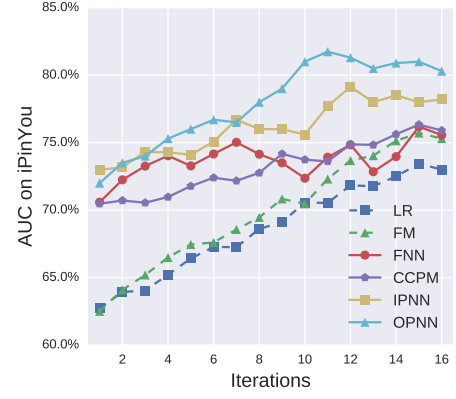 85.0%
80.0%
75.0%
70.0%
65.0%
60.0%
AUC on iPinYou
2 4 6 8 10 12 14 16
Iterations
LR
FM
FNN
CCPM
IPNN
OPNN